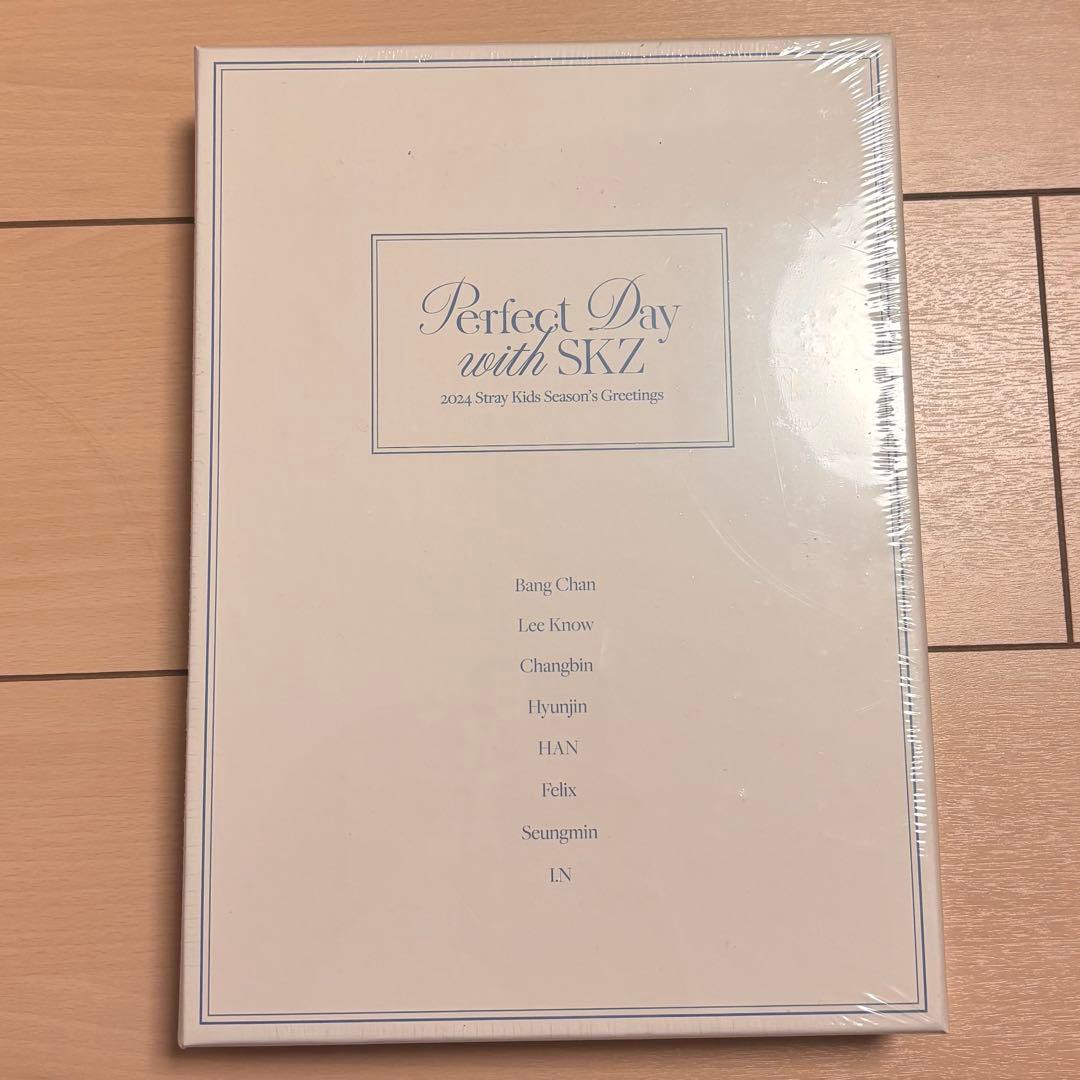 Perfect Day
with SKZ
2024 Stray Kids Season's Greetings
Bang Chan
Lee Know
Changbin
Hyunjin
HAN
Felix
Seungmin
I.N